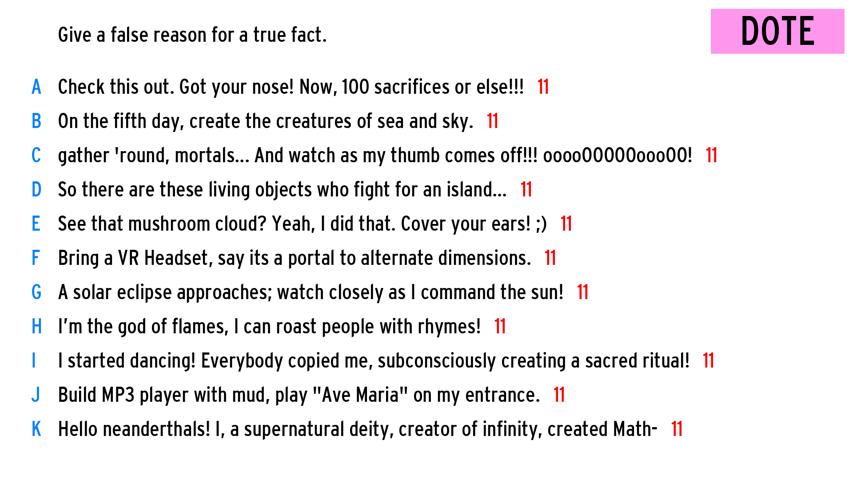 Give a false reason for a true fact.
DOTE
A Check this out. Got your nose! Now, 100 sacrifices or else!!! 11
B On the fifth day, create the creatures of sea and sky. 11
C gather 'round, mortals... And watch as my thumb comes off!!! oooo00000ooo00! 11
D So there are these living objects who fight for an island... 11
E See that mushroom cloud? Yeah, I did that. Cover your ears! ;) 11
F Bring a VR Headset, say its a portal to alternate dimensions. 11
G A solar eclipse approaches; watch closely as I command the sun! 11
H I'm the god of flames, I can roast people with rhymes! 11
I I started dancing! Everybody copied me, subconsciously creating a sacred ritual! 11
J Build MP3 player with mud, play "Ave Maria" on my entrance. 11
K Hello neanderthals! I, a supernatural deity, creator of infinity, created Math- 11